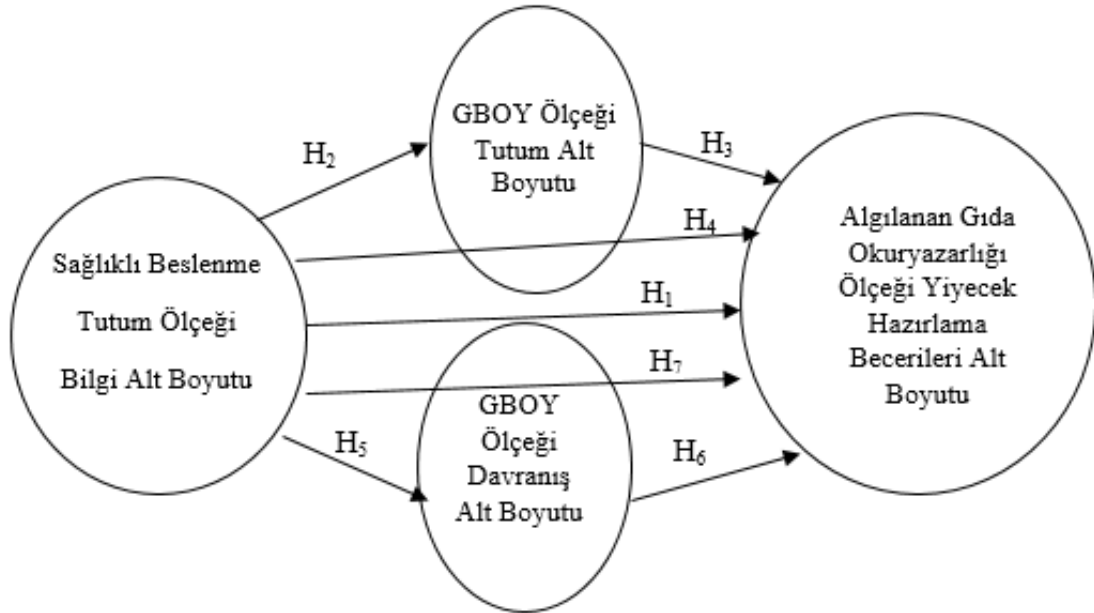 GBOY Ölçeği
Tutum Alt
Boyutu
H₂
H₃
Sağlıklı Beslenme
Tutum Ölçeği
Bilgi Alt Boyutu
H₄
H₁
H₇
Algılanan Gıda
Okuryazarlığı
Ölçeği Yiyecek
Hazırlama
Becerileri Alt
Boyutu
H₅
GBOY
Ölçeği
Davranış
Alt Boyutu
H₆